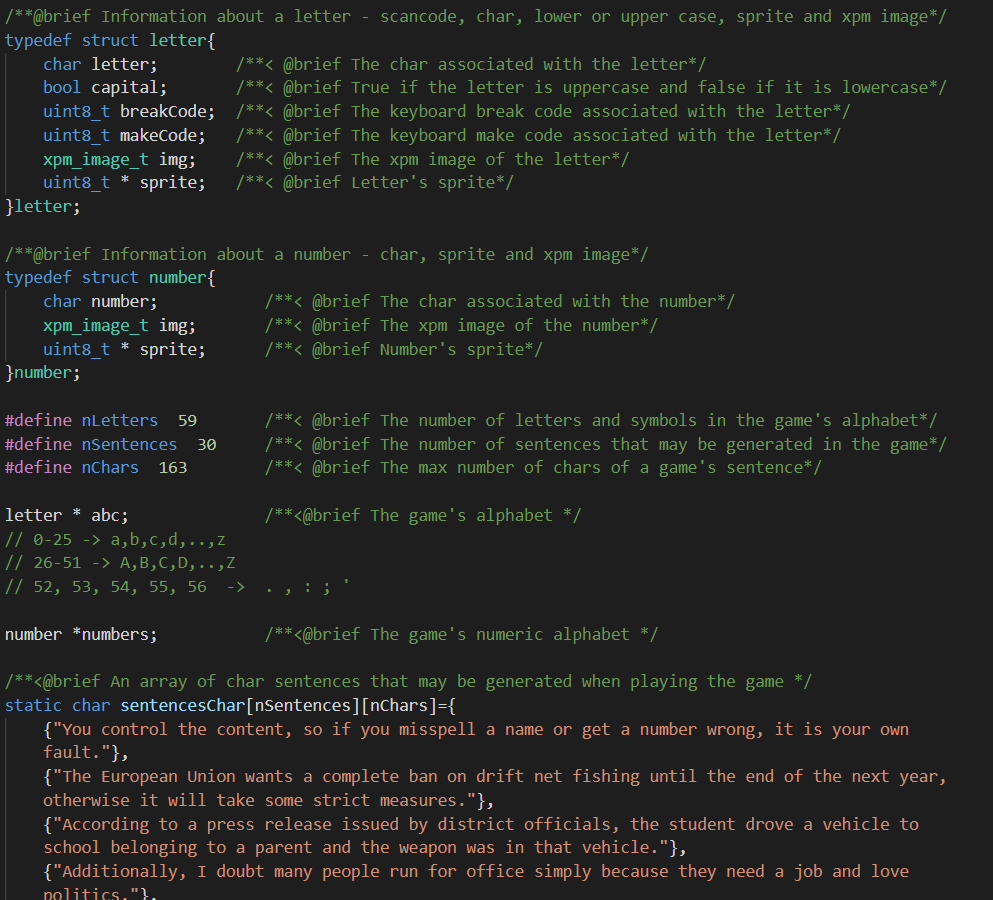 /**@brief Information about a letter - scancode, char, lower or upper case, sprite and xpm image*/
typedef struct letter{
    char letter;        /**< @brief The char associated with the letter*/
    bool capital;       /**< @brief True if the letter is uppercase and false if it is lowercase*/
    uint8_t breakCode;  /**< @brief The keyboard break code associated with the letter*/
    uint8_t makeCode;   /**< @brief The keyboard make code associated with the letter*/
    xpm_image_t img;    /**< @brief The xpm image of the letter*/
    uint8_t * sprite;   /**< @brief Letter's sprite*/
}letter;

/**@brief Information about a number - char, sprite and xpm image*/
typedef struct number{
    char number;           /**< @brief The char associated with the number*/
    xpm_image_t img;       /**< @brief The xpm image of the number*/
    uint8_t * sprite;      /**< @brief Number's sprite*/
}number;

#define nLetters  59       /**< @brief The number of letters and symbols in the game's alphabet*/
#define nSentences  30     /**< @brief The number of sentences that may be generated in the game*/
#define nChars  163        /**< @brief The max number of chars of a game's sentence*/

letter * abc;              /**<@brief The game's alphabet */
// 0-25 -> a,b,c,d,..,z
// 26-51 -> A,B,C,D,..,Z
// 52, 53, 54, 55, 56  ->  . , : ; '

number *numbers;           /**<@brief The game's numeric alphabet */

/**<@brief An array of char sentences that may be generated when playing the game */
static char sentencesChar[nSentences][nChars]={
    {"You control the content, so if you misspell a name or get a number wrong, it is your own
    fault."},
    {"The European Union wants a complete ban on drift net fishing until the end of the next year,
    otherwise it will take some strict measures."},
    {"According to a press release issued by district officials, the student drove a vehicle to
    school belonging to a parent and the weapon was in that vehicle."},
    {"Additionally, I doubt many people run for office simply because they need a job and love
    politics."},